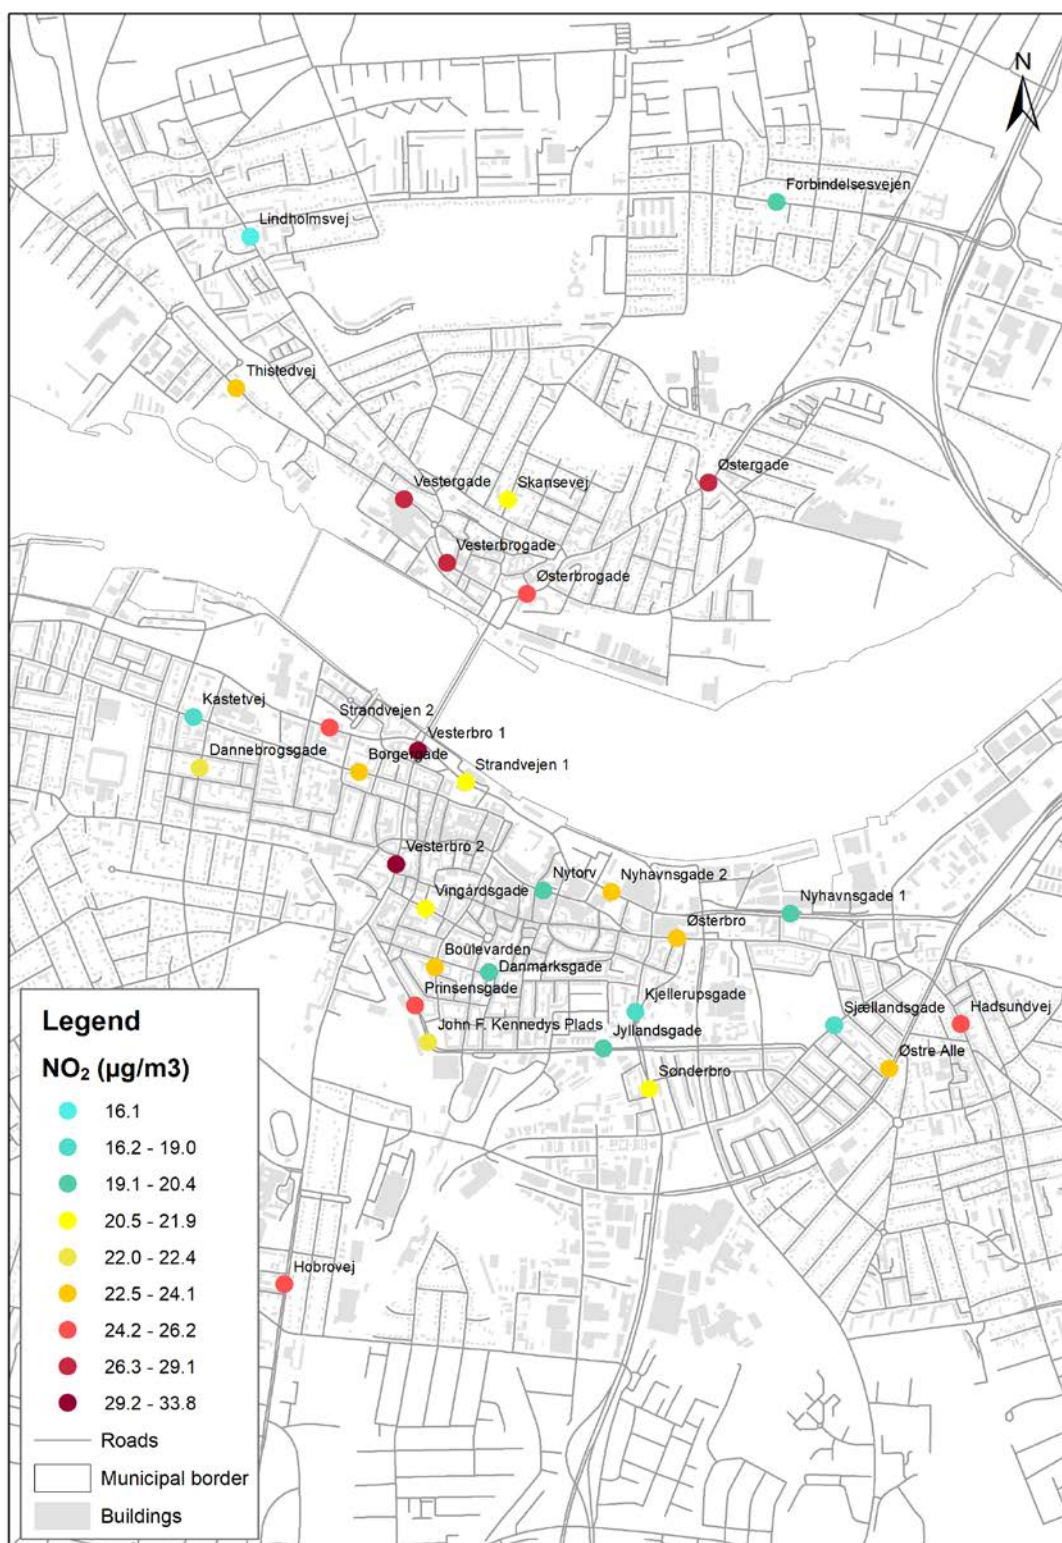 N
Forbindelsesvejen
Lindholmsvej
Thistedvej
Østergade
Vestergade
Skansevej
Vesterbrogade
Østerbrogade
Kastetvej
Strandvejen 2
Vesterbro 1
Dannebrogsgade
Borgergade
Strandvejen 1
Vesterbro 2
Nytorv
Nyhavnsgade 2
Vingårdsgade
Nyhavnsgade 1
Østerbro
Boulevarden
Danmarksgade
Prinsensgade
Kjellerupsgade
Sjællandsgade
Hadsundvej
John F. Kennedys Plads
Jyllandsgade
Østre Alle
Sønderbro
Hobrovej
Legend
NO₂ (µg/m3)
16.1
16.2 - 19.0
19.1 - 20.4
20.5 - 21.9
22.0 - 22.4
22.5 - 24.1
24.2 - 26.2
26.3 - 29.1
29.2 - 33.8
Roads
Municipal border
Buildings